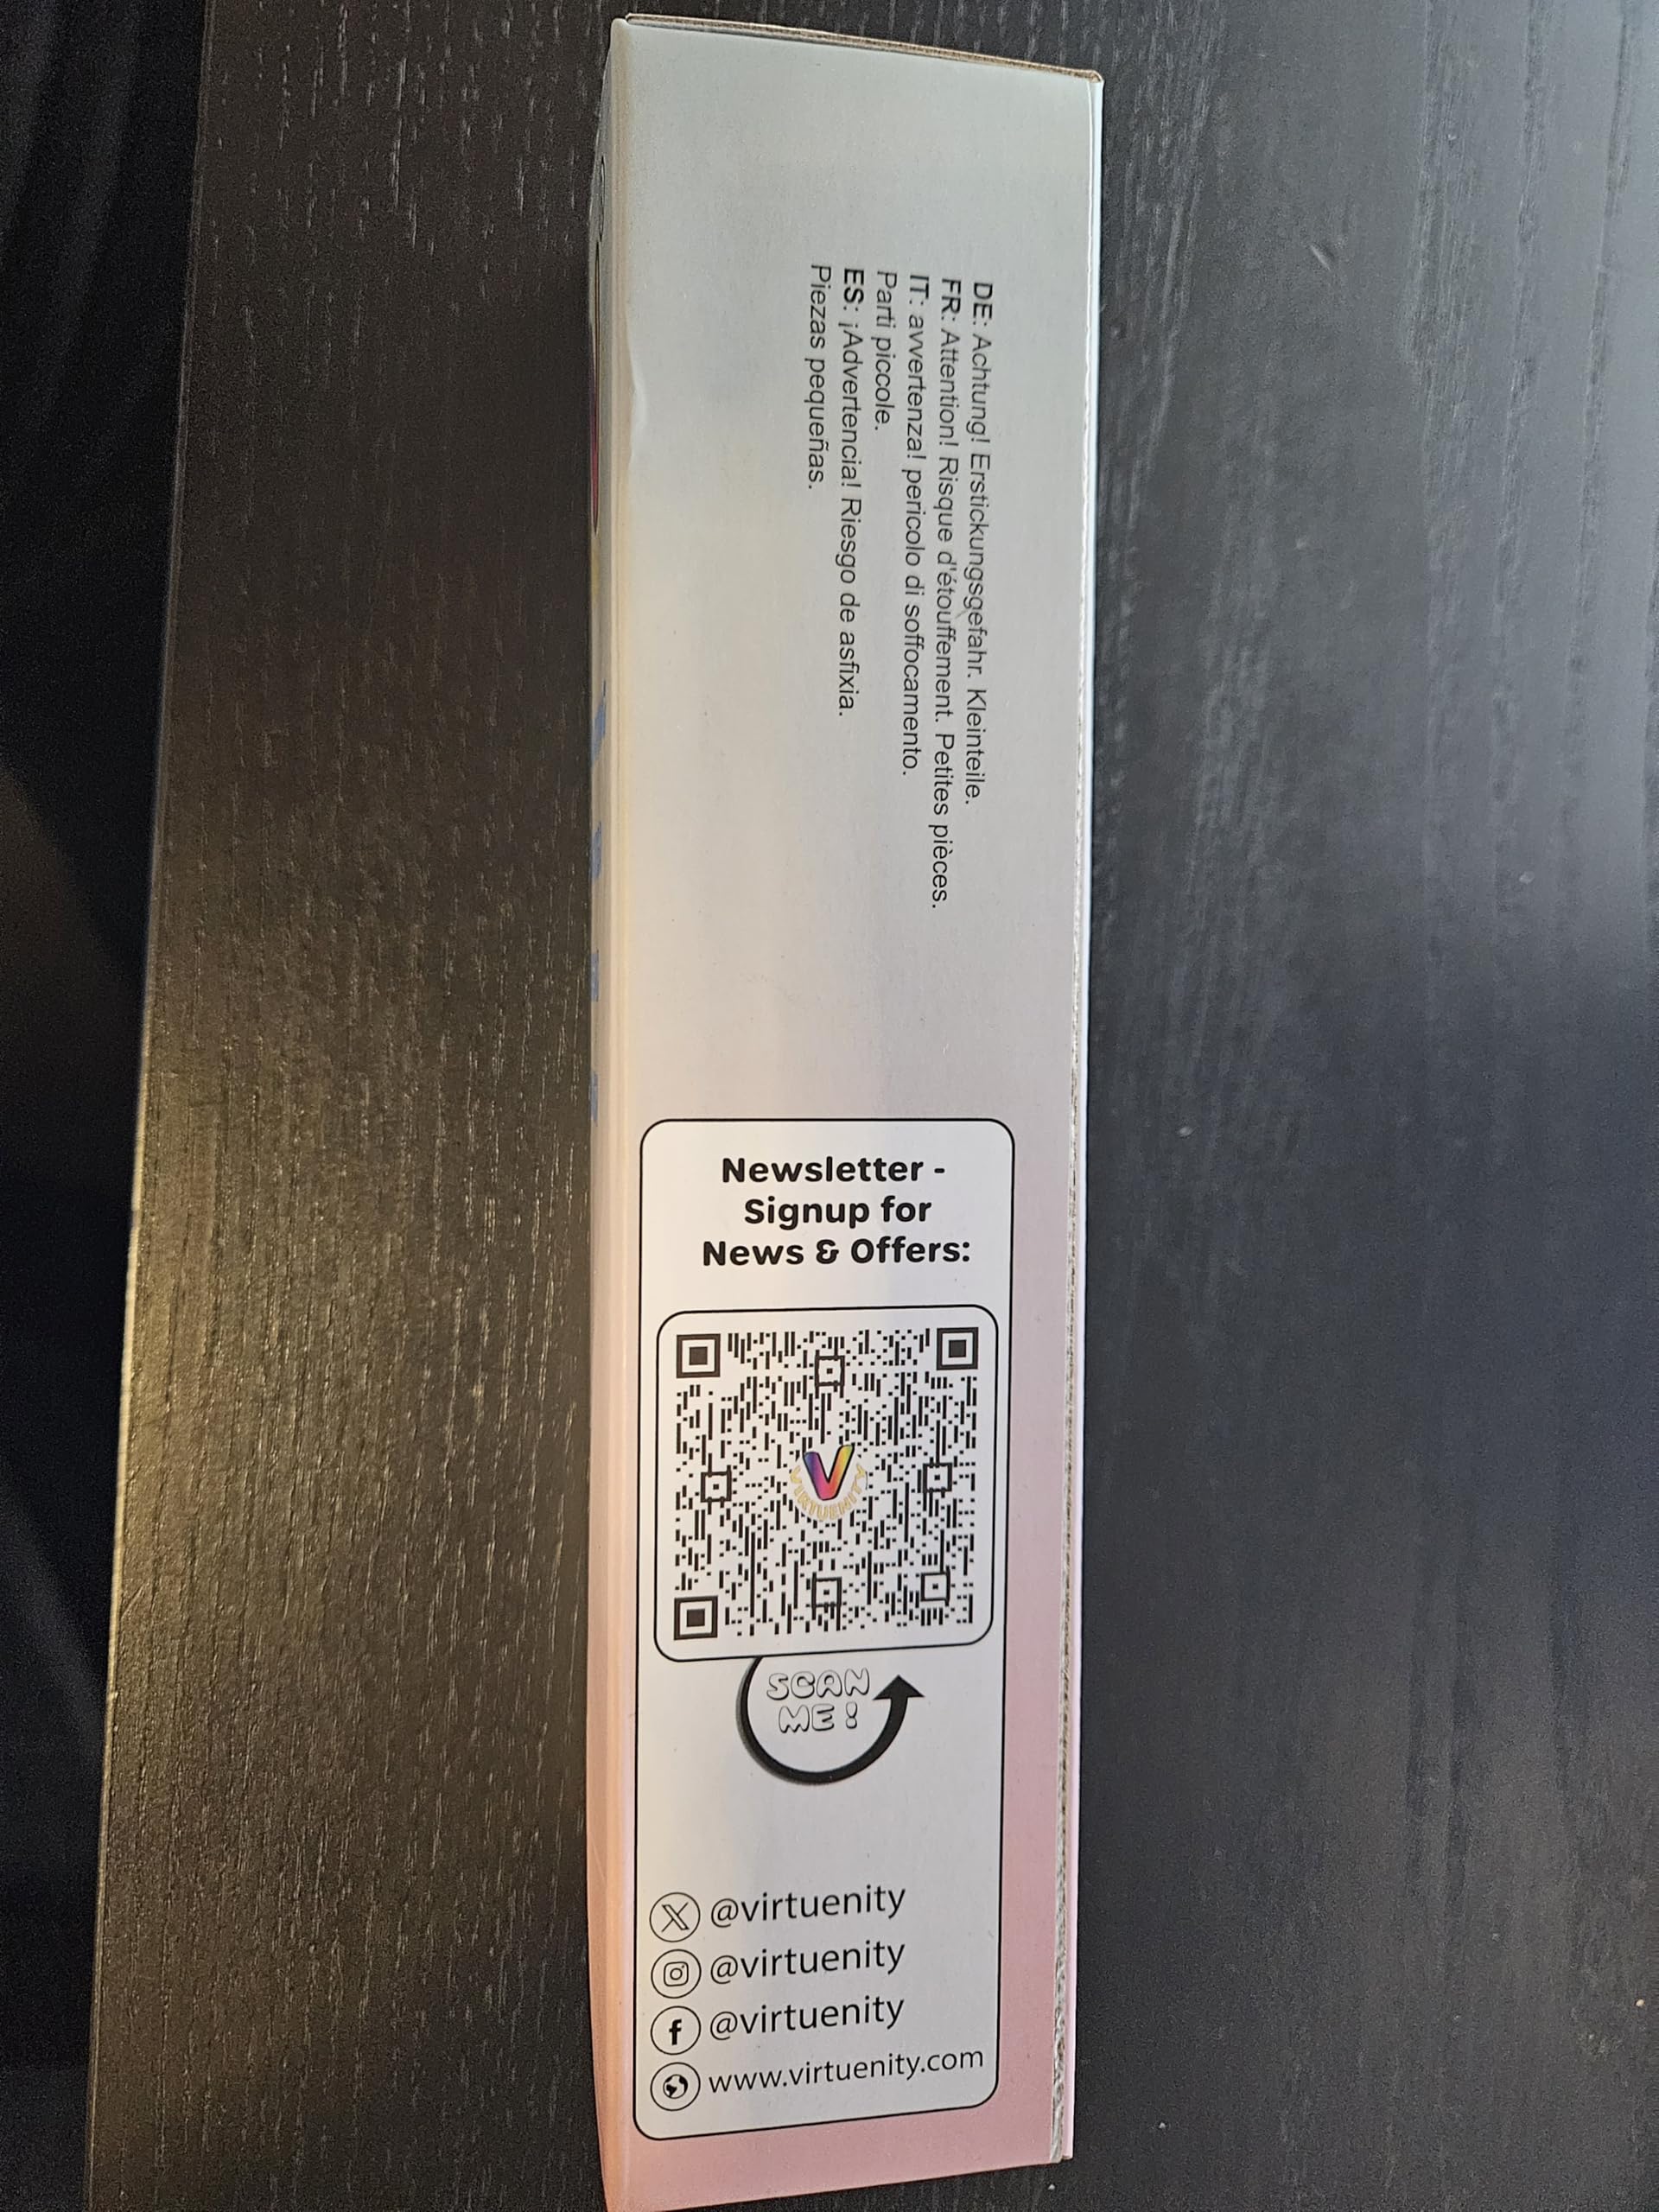 DE: Achtung! Erstickungsgefahr. Kleinteile.
FR: Attention! Risque d'étouffement. Petites pièces.
IT: avvertenza! pericolo di soffocamento.
Parti piccole.
ES: ¡Advertencia! Riesgo de asfixia.
Piezas pequeñas.
Newsletter -
Signup for
News & Offers:
VIRTUENITY
SCAN
ME :
@virtuenity
@virtuenity
@virtuenity
www.virtuenity.com